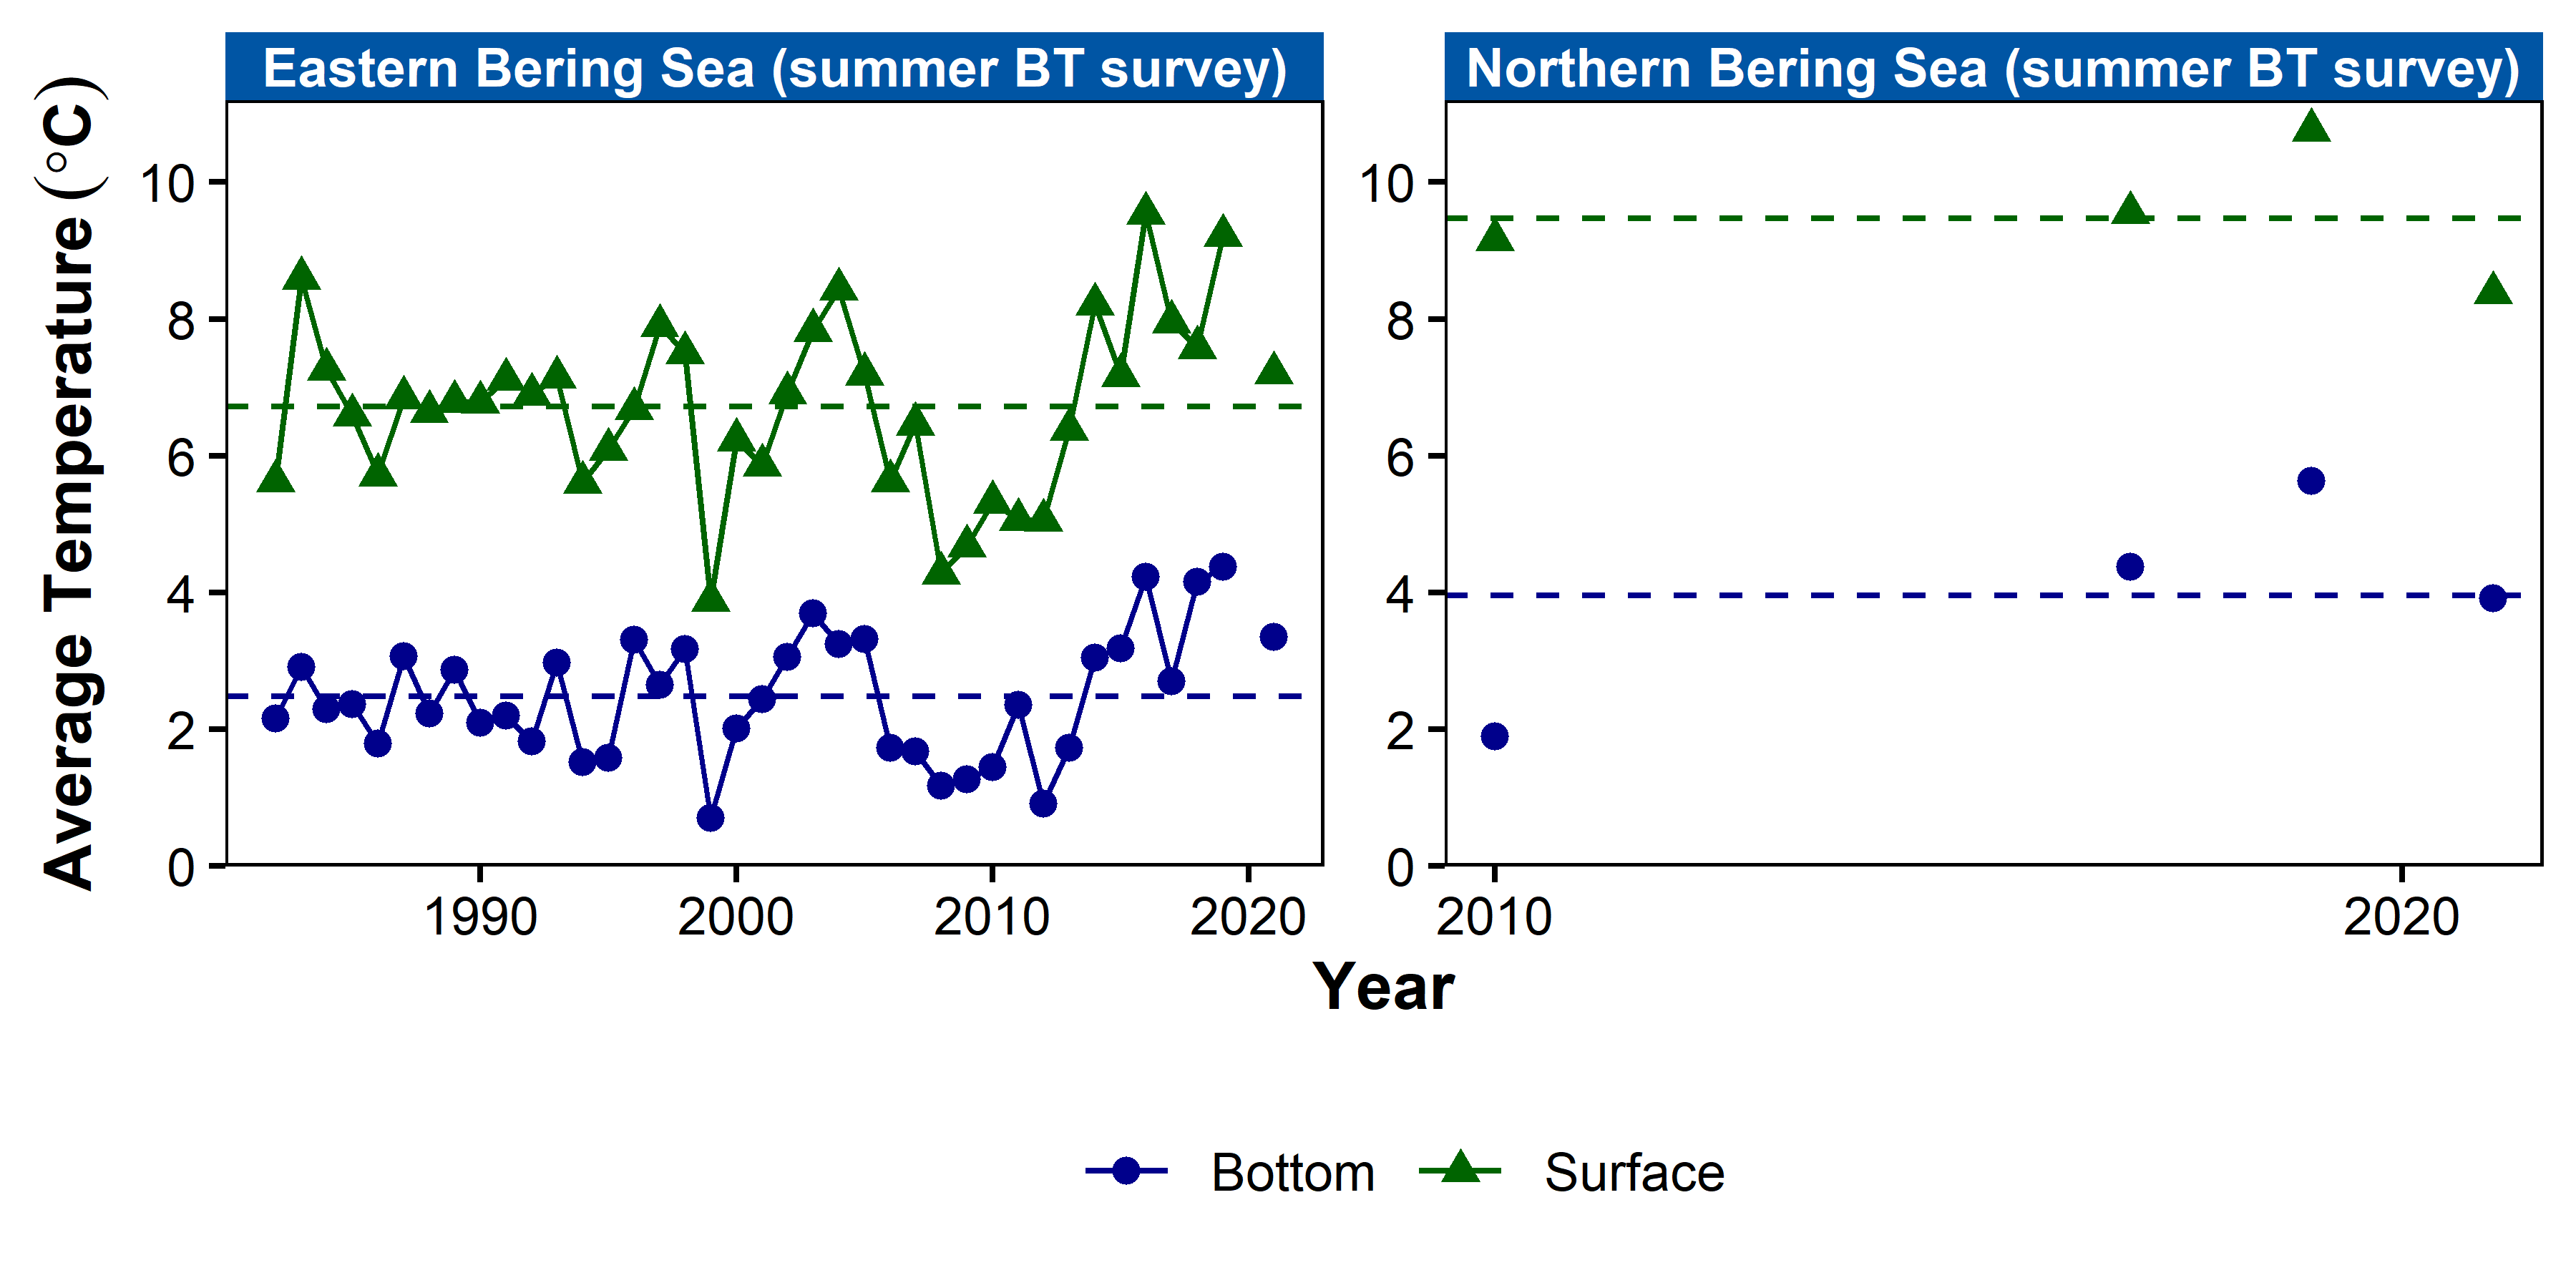 Eastern Bering Sea (summer BT survey)
Northern Bering Sea (summer BT survey)
Average Temperature (°C)
10
8
6
4
2
0
10
8
6
4
2
0
1990 2000 2010 2020
2010 2020
Year
Bottom Surface